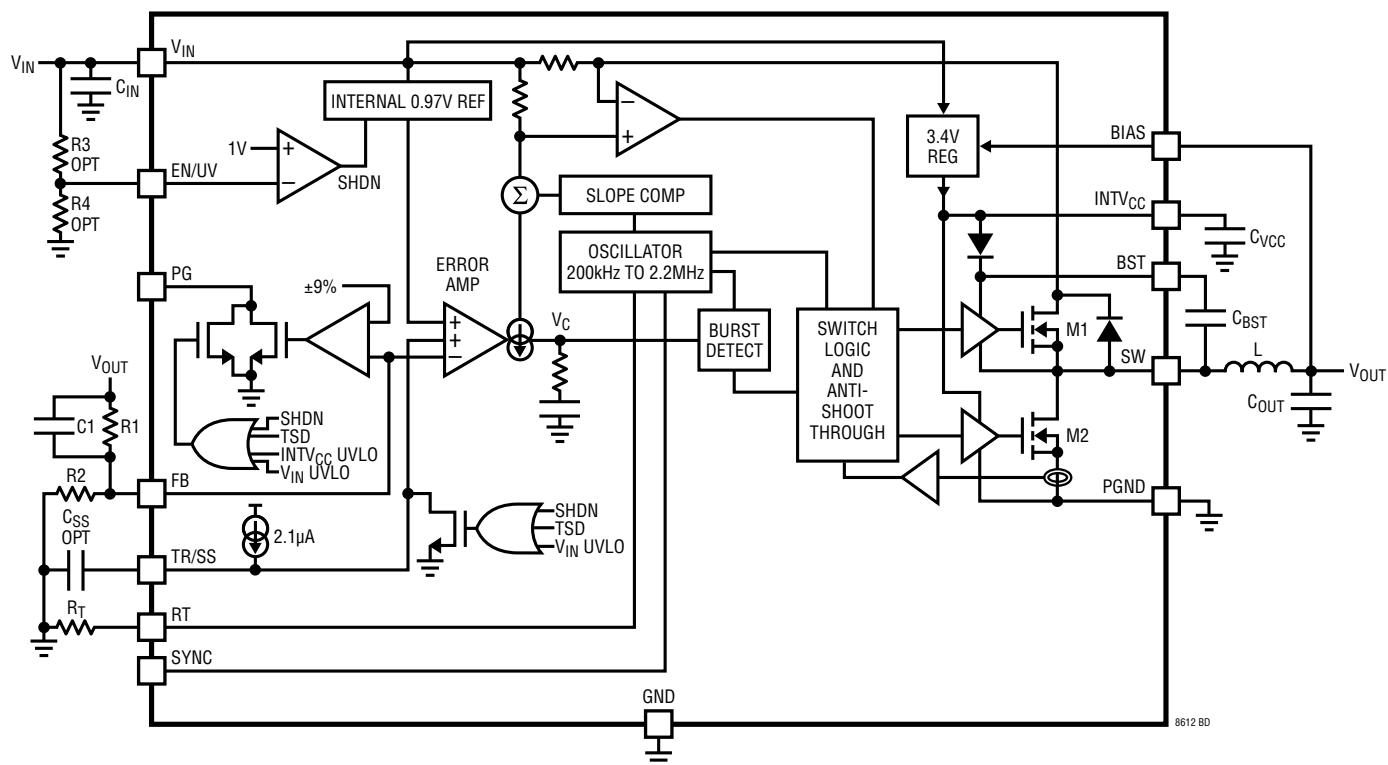 VIN
VIN
CIN
R3
OPT
EN/UV
R4
OPT
1V
+
–
SHDN
INTERNAL 0.97V REF
–
+
3.4V
REG
BIAS
INTVCC
CVCC
Σ
SLOPE COMP
OSCILLATOR
200kHz TO 2.2MHz
BST
CBST
PG
±9%
ERROR
AMP
+
+
–
VC
BURST
DETECT
SWITCH
LOGIC
AND
ANTI-
SHOOT
THROUGH
M1
SW
L
VOUT
COUT
M2
PGND
VOUT
C1
R1
SHDN
TSD
INTVCC UVLO
VIN UVLO
R2
FB
CSS
OPT
2.1µA
SHDN
TSD
VIN UVLO
TR/SS
RT
RT
SYNC
GND
8612 BD